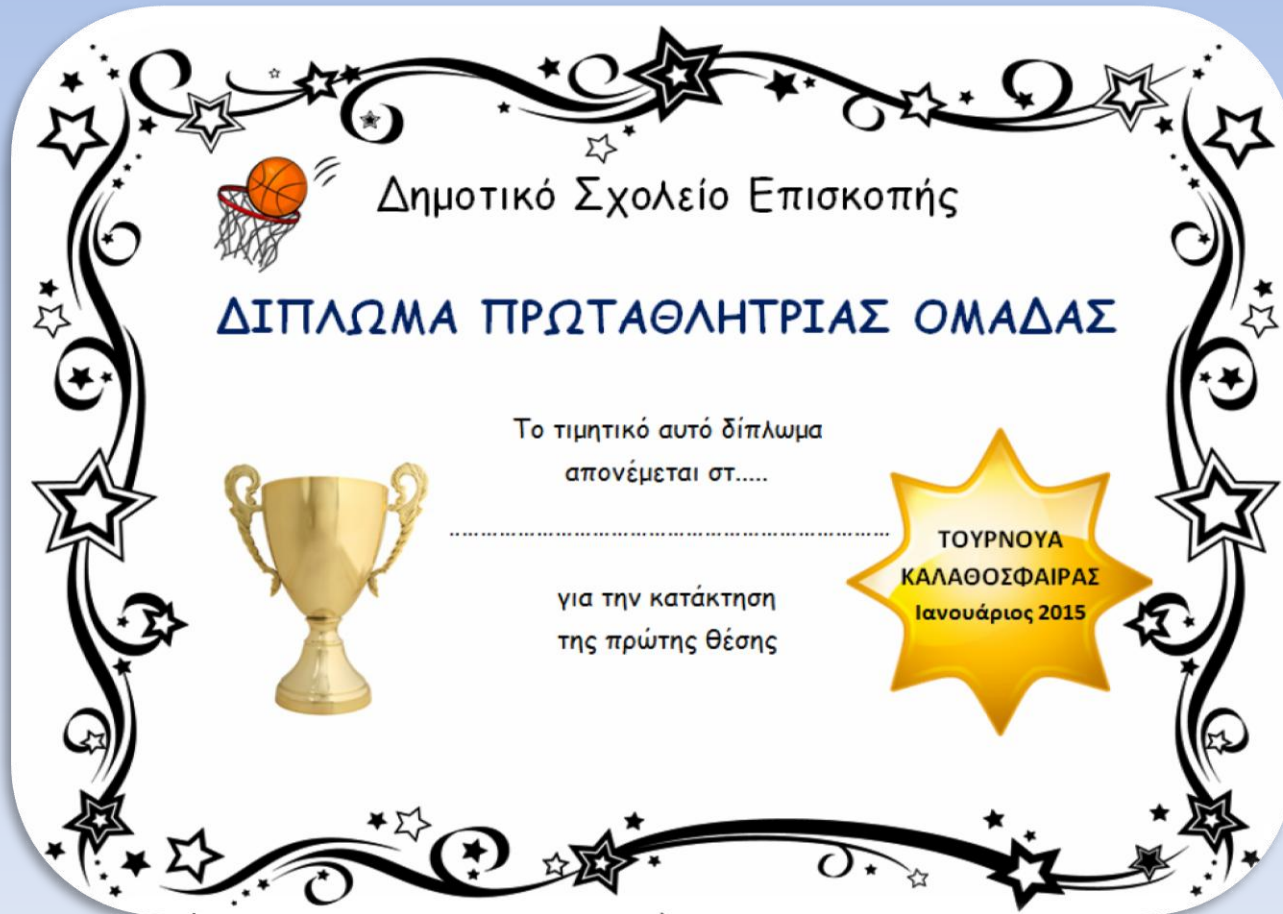 Δημοτικό Σχολείο Επισκοπής
ΔΙΠΛΩΜΑ ΠΡΩΤΑΘΛΗΤΡΙΑΣ ΟΜΑΔΑΣ
Το τιμητικό αυτό δίπλωμα
απονέμεται στ.....
................................................................
για την κατάκτηση
της πρώτης θέσης
ΤΟΥΡΝΟΥΑ
ΚΑΛΑΘΟΣΦΑΙΡΑΣ
Ιανουάριος 2015